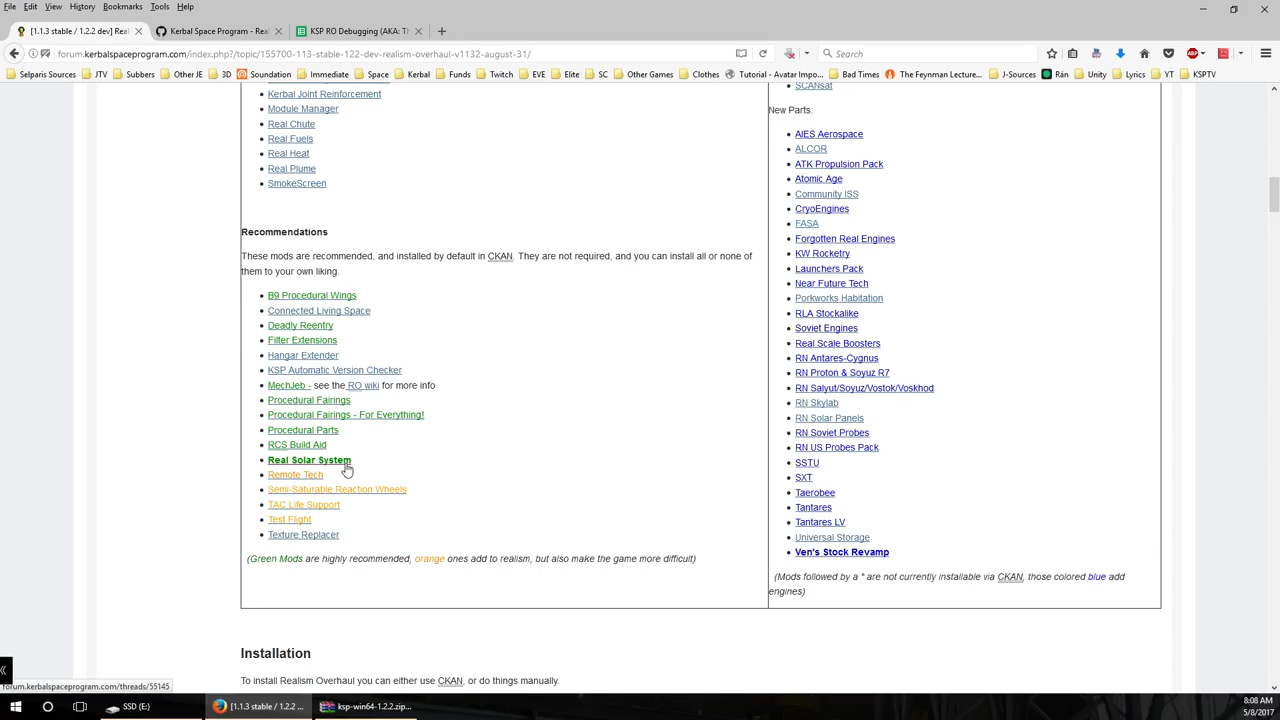 File Edit View History Bookmarks Tools Help
[1.1.3 stable / 1.2.2 dev] Real
Kerbal Space Program - Rea
KSP RO Debugging (AKA: Th
forum.kerbalspaceprogram.com/index.php?/topic/155700-113-stable-122-dev-realism-overhaul-v1132-august-31/
Search
ABP
Selparis Sources JTV Subbers Other JE 3D Soundation Immediate Space Kerbal Funds Twitch EVE Elite SC Other Games Clothes Tutorial - Avatar Impo... Bad Times The Feynman Lecture... J-Sources Rán Unity Lyrics YT KSPTV
Kerbal Joint Reinforcement
Module Manager
Real Chute
Real Fuels
Real Heat
Real Plume
SmokeScreen
Recommendations
These mods are recommended, and installed by default in CKAN. They are not required, and you can install all or none of
them to your own liking.
B9 Procedural Wings
Connected Living Space
Deadly Reentry
Filter Extensions
Hangar Extender
KSP Automatic Version Checker
MechJeb - see the RO wiki for more info
Procedural Fairings
Procedural Fairings - For Everything!
Procedural Parts
RCS Build Aid
Real Solar System
Remote Tech
Semi-Saturable Reaction Wheels
TAC Life Support
Test Flight
Texture Replacer
(Green Mods are highly recommended, orange ones add to realism, but also make the game more difficult)
SCANsat
New Parts:
AIES Aerospace
ALCOR
ATK Propulsion Pack
Atomic Age
Community ISS
CryoEngines
FASA
Forgotten Real Engines
KW Rocketry
Launchers Pack
Near Future Tech
Porkworks Habitation
RLA Stockalike
Soviet Engines
Real Scale Boosters
RN Antares-Cygnus
RN Proton & Soyuz R7
RN Salyut/Soyuz/Vostok/Voskhod
RN Skylab
RN Solar Panels
RN Soviet Probes
RN US Probes Pack
SSTU
SXT
Taerobee
Tantares
Tantares LV
Universal Storage
Ven's Stock Revamp
(Mods followed by a * are not currently installable via CKAN, those colored blue add
engines)
Installation
To install Realism Overhaul you can either use CKAN, or do things manually.
forum.kerbalspaceprogram.com/threads/55145
SSD (E:)
[1.1.3 stable / 1.2.2 ...
ksp-win64-1.2.2.zip...
8:08 AM
5/8/2017